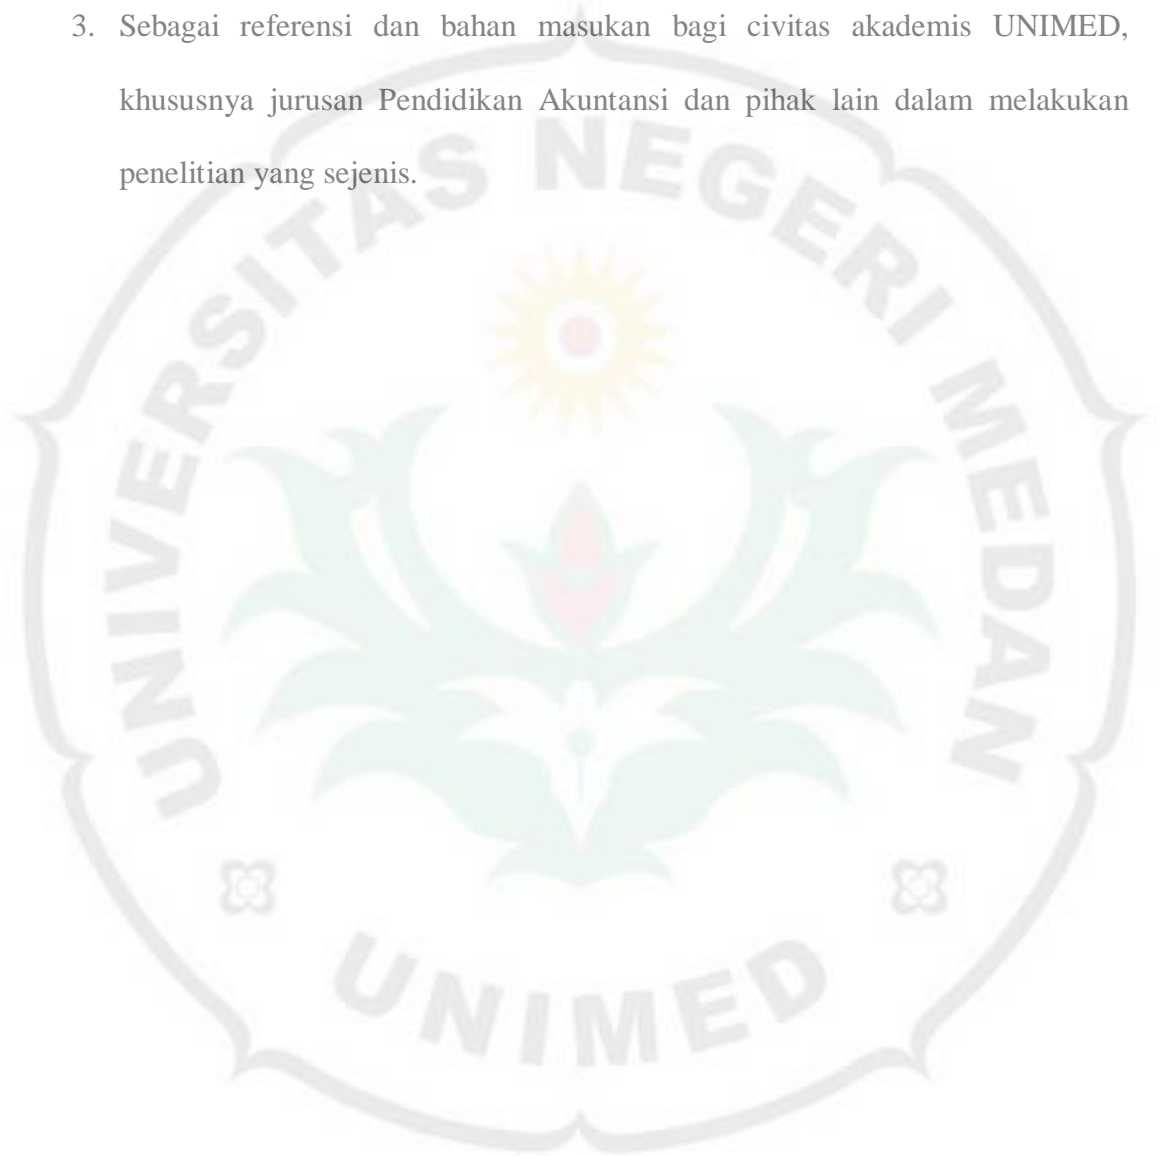 3. Sebagai referensi dan bahan masukan bagi civitas akademis UNIMED,
khususnya jurusan Pendidikan Akuntansi dan pihak lain dalam melakukan
penelitian yang sejenis.
UNIVERSITAS NEGERI MEDAN
UNIMED